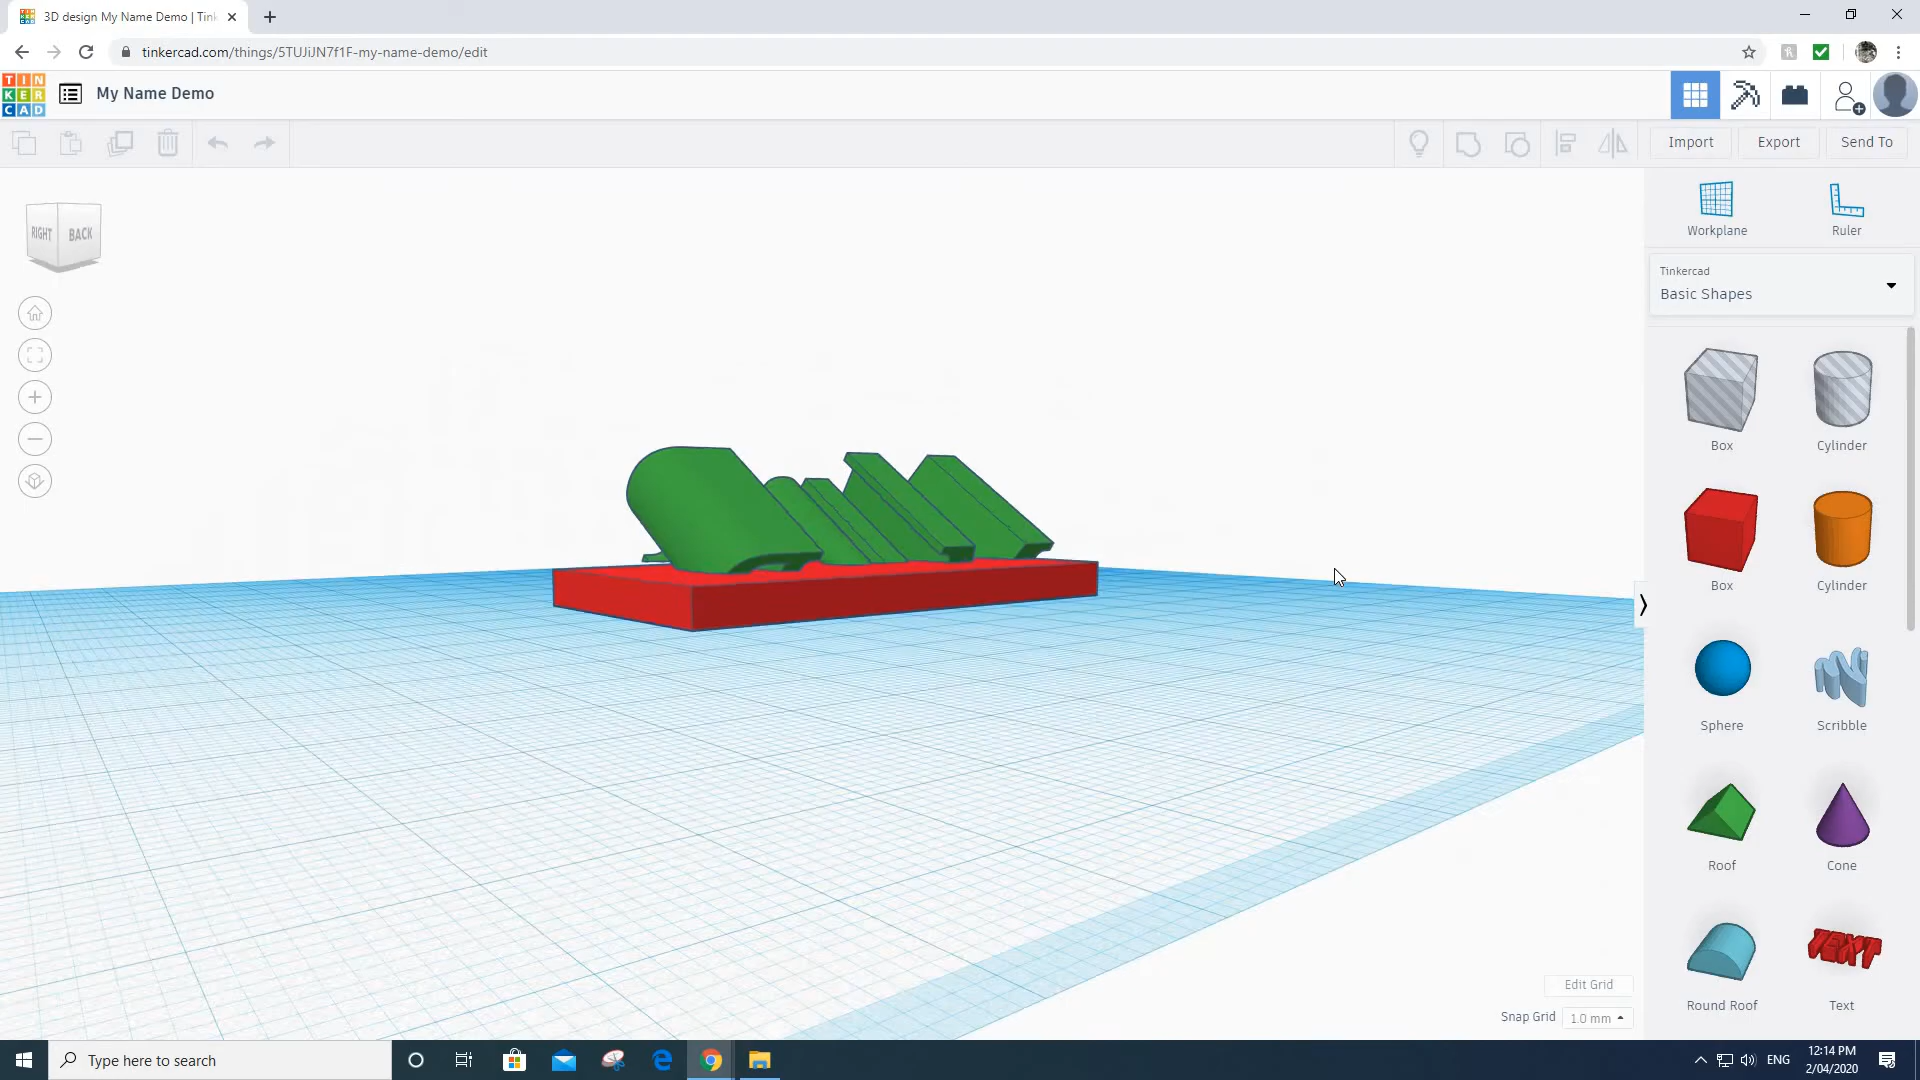 3D design My Name Demo | Tin
tinkercad.com/things/5TUJiJN7f1F-my-name-demo/edit
TIN
KER
CAD
My Name Demo
Import
Export
Send To
RIGHT
BACK
Workplane
Ruler
Tinkercad
Basic Shapes
Box
Cylinder
Box
Cylinder
Sphere
Scribble
Roof
Cone
TEXT
Round Roof
Text
Edit Grid
Snap Grid
1.0 mm
Type here to search
ENG
12:14 PM
2/04/2020